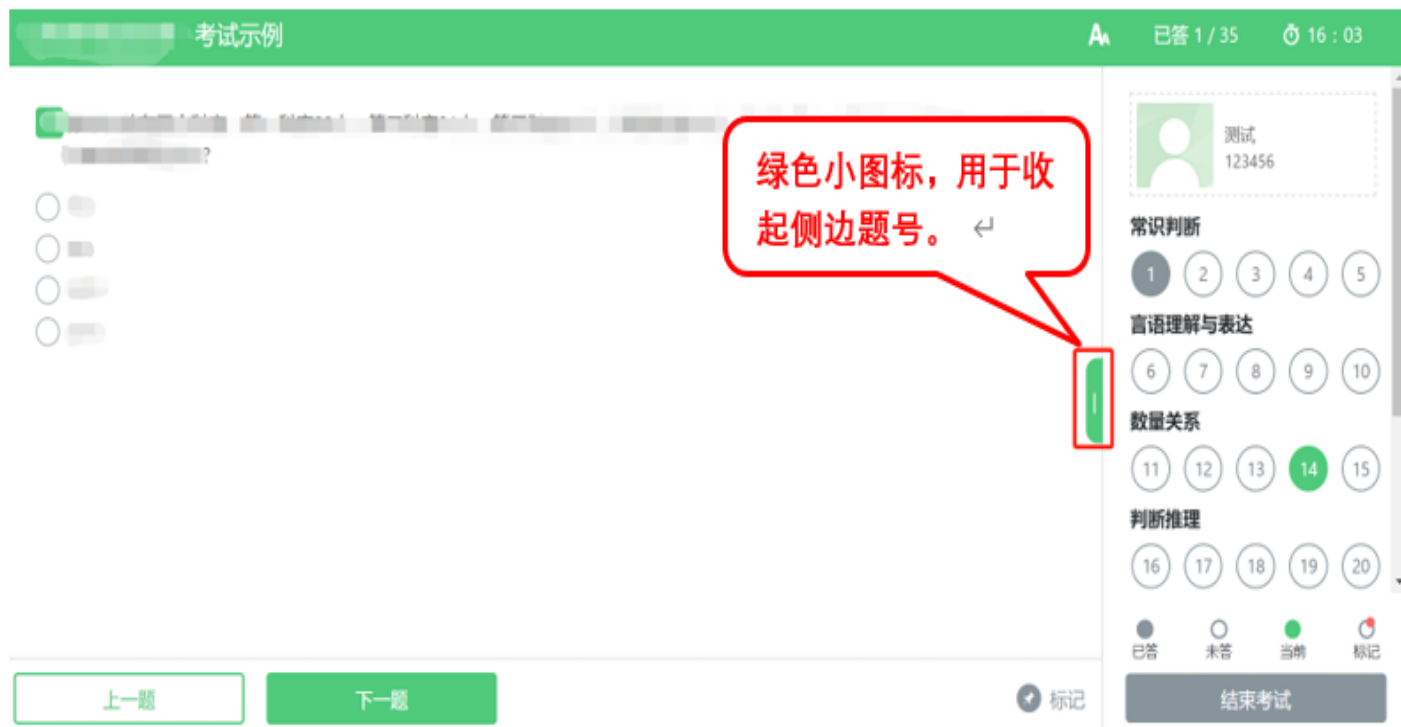 考试示例
已答 1 / 35
16 : 03
?
绿色小图标，用于收
起侧边题号。 ↵
测试
123456
常识判断
1 2 3 4 5
言语理解与表达
6 7 8 9 10
数量关系
11 12 13 14 15
判断推理
16 17 18 19 20
已答 未答 当前 标记
上一题
下一题
标记
结束考试